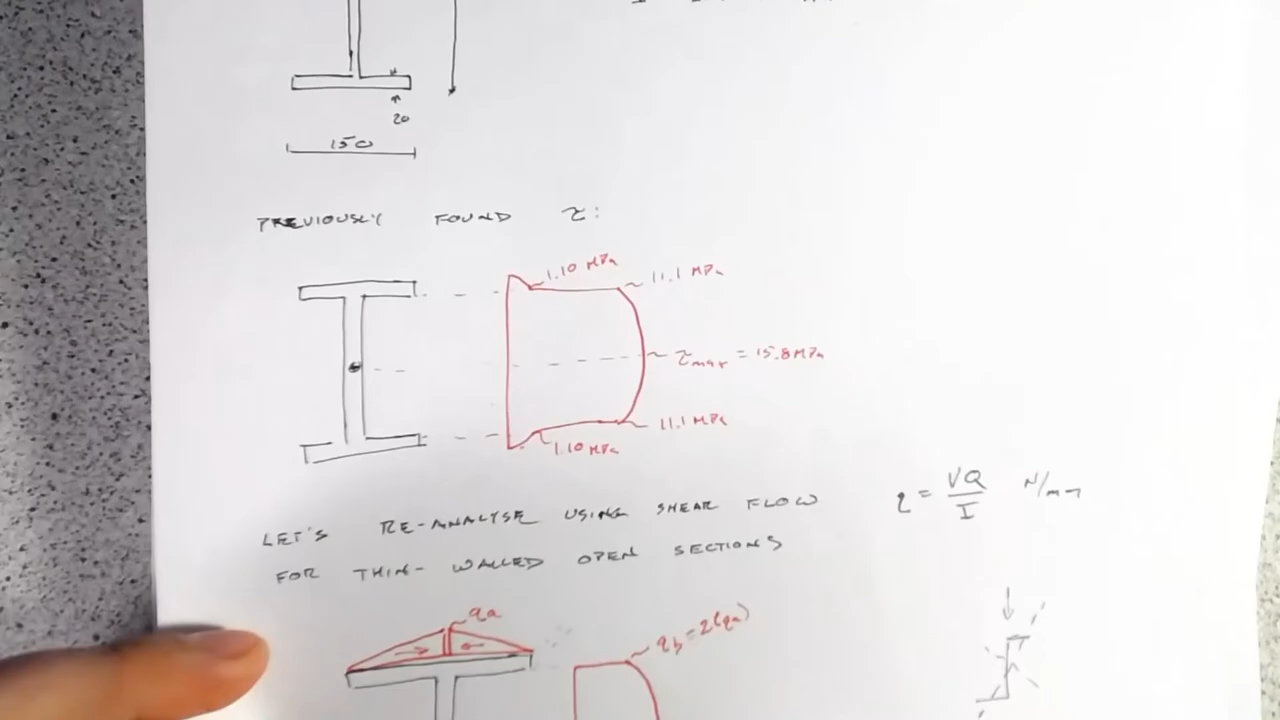 20
150
PREVIOUSLY FOUND τ:
1.10 MPa
11.1 MPa
τmax = 15.8 MPa
11.1 MPa
1.10 MPa
LET'S RE-ANALYSE USING SHEAR FLOW
q = VQ/I N/mm
FOR THIN-WALLED OPEN SECTIONS
qa
qb = 2(qa)